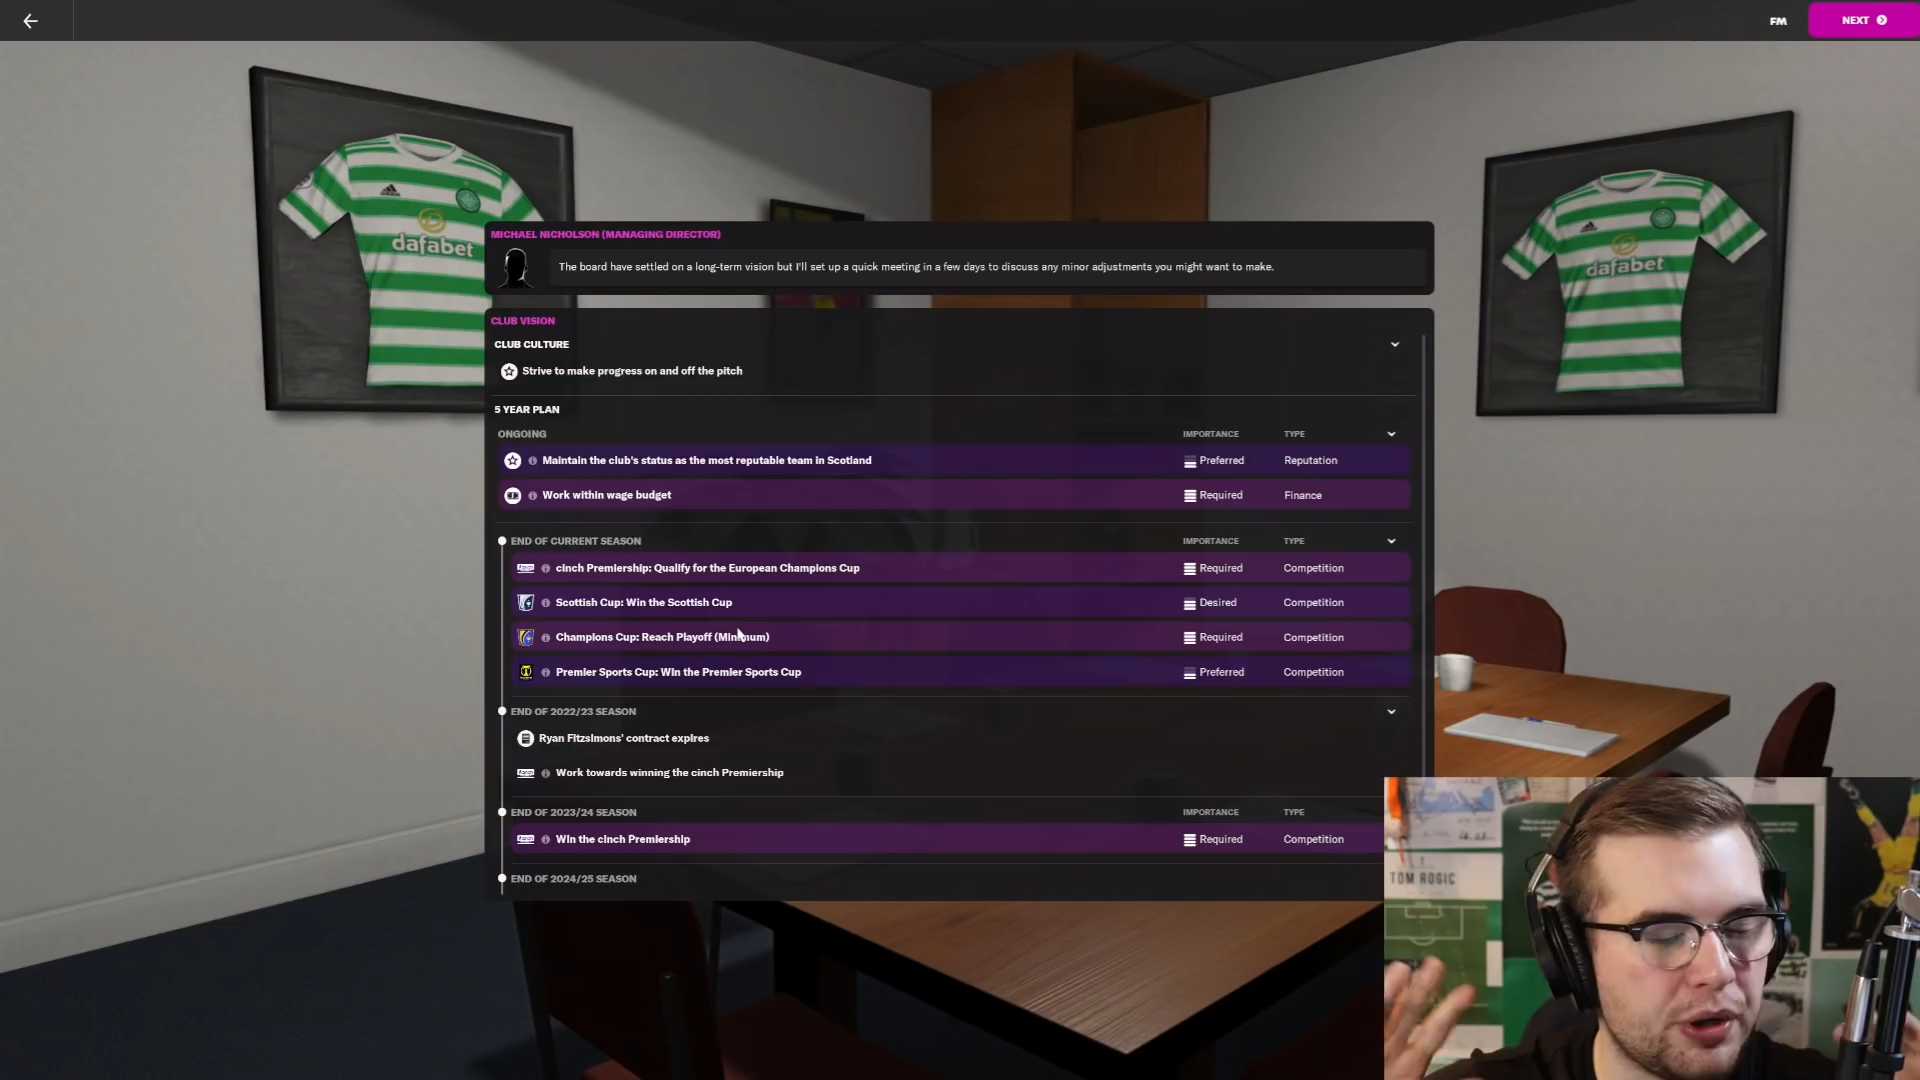 FM
NEXT
dafabet
dafabet
MICHAEL NICHOLSON (MANAGING DIRECTOR)
The board have settled on a long-term vision but I'll set up a quick meeting in a few days to discuss any minor adjustments you might want to make.
CLUB VISION
CLUB CULTURE
Strive to make progress on and off the pitch
5 YEAR PLAN
ONGOING IMPORTANCE TYPE
Maintain the club's status as the most reputable team in Scotland Preferred Reputation
Work within wage budget Required Finance
END OF CURRENT SEASON IMPORTANCE TYPE
cinch Premiership: Qualify for the European Champions Cup Required Competition
Scottish Cup: Win the Scottish Cup Desired Competition
Champions Cup: Reach Playoff (Minimum) Required Competition
Premier Sports Cup: Win the Premier Sports Cup Preferred Competition
END OF 2022/23 SEASON
Ryan Fitzsimons' contract expires
Work towards winning the cinch Premiership
END OF 2023/24 SEASON IMPORTANCE TYPE
Win the cinch Premiership Required Competition
END OF 2024/25 SEASON
TOM ROGIC